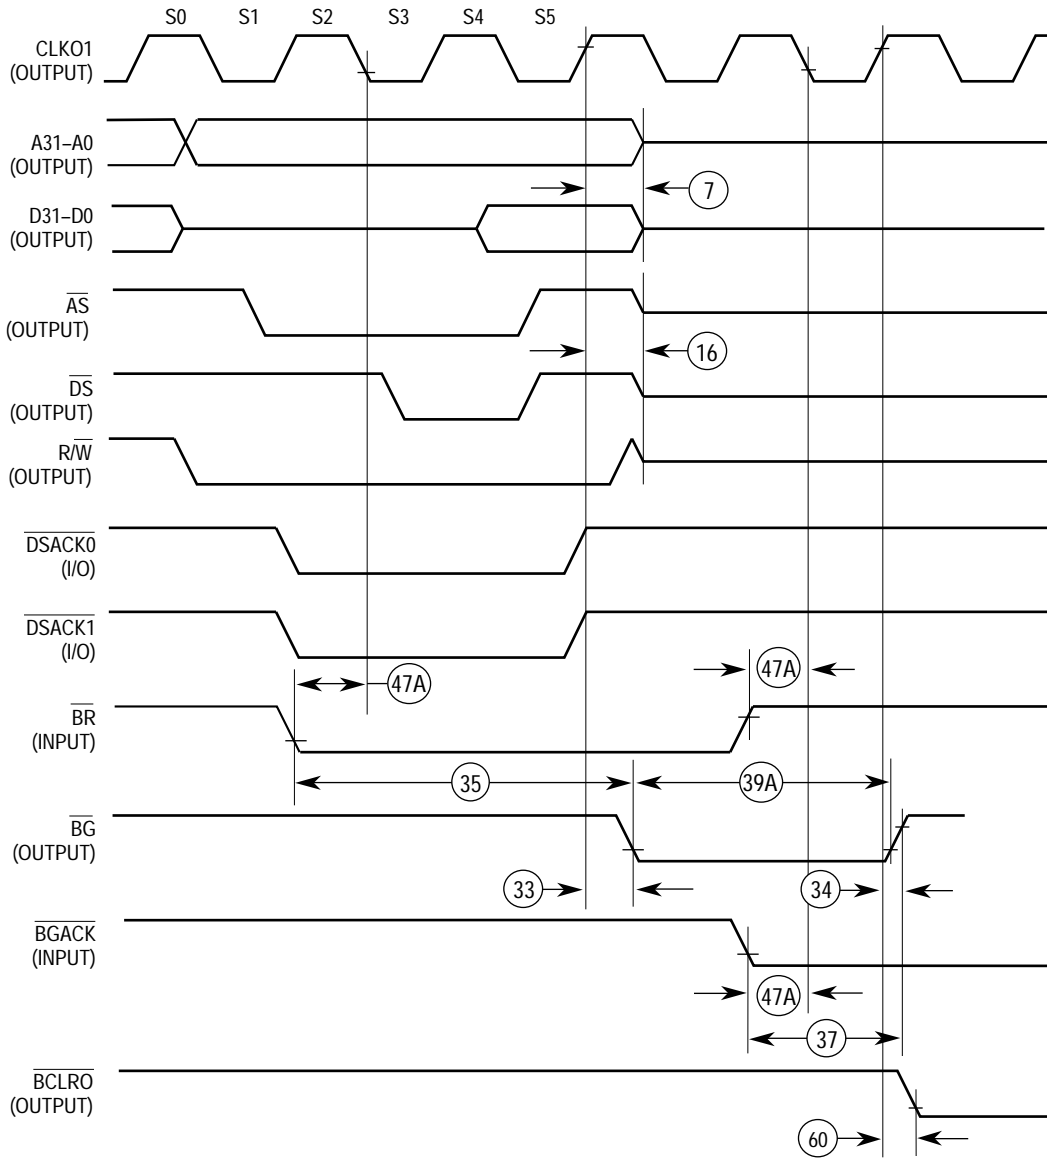 S0 S1 S2 S3 S4 S5
CLKO1
(OUTPUT)
A31–A0
(OUTPUT)
7
D31–D0
(OUTPUT)
AS
(OUTPUT)
16
DS
(OUTPUT)
R/W
(OUTPUT)
DSACK0
(I/O)
DSACK1
(I/O)
47A 47A
BR
(INPUT)
35 39A
BG
(OUTPUT)
33 34
BGACK
(INPUT)
47A
37
BCLRO
(OUTPUT)
60